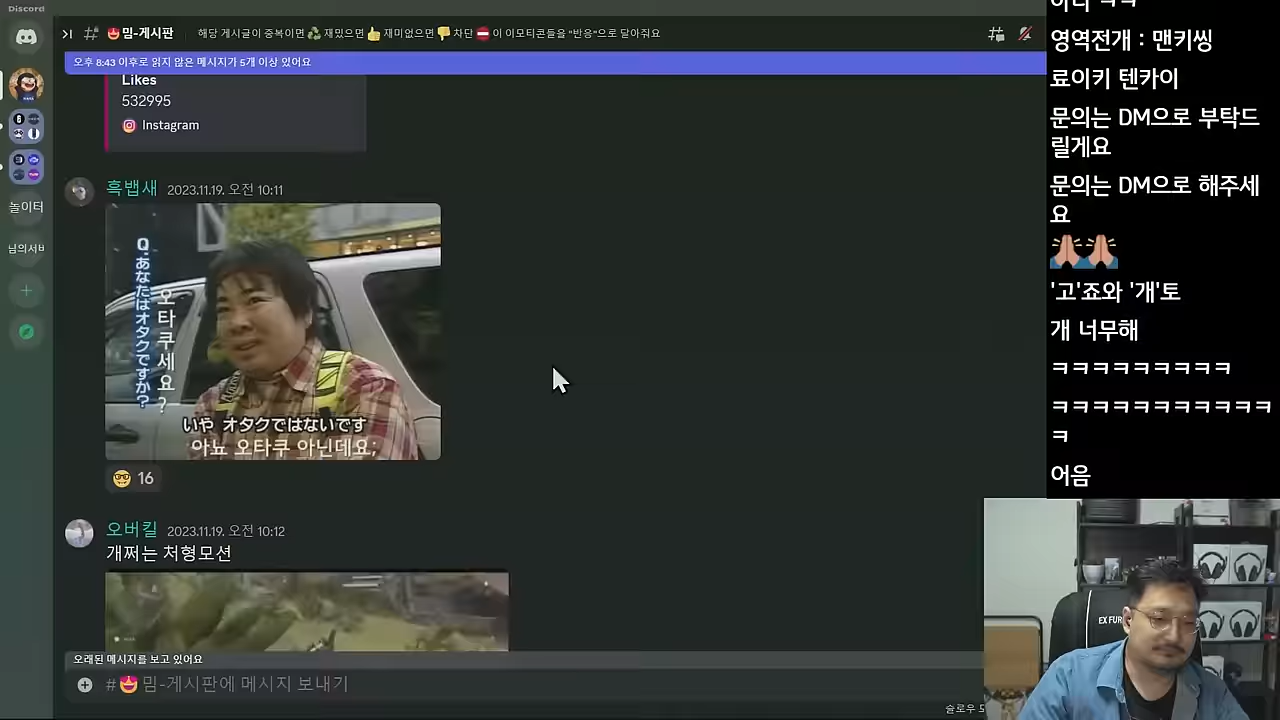 Discord
밈-게시판
해당 게시글이 중복이면 ♻️ 재밌으면 👍 재미없으면 👎 차단 ⛔ 이 이모티콘들을 "반응"으로 달아줘요
오후 8:43 이후로 읽지 않은 메시지가 5개 이상 있어요
Likes
532995
Instagram
흑뱁새 2023.11.19. 오전 10:11
Q.あなたはオタクですか?
오타쿠세요?
いや オタクではないです
아뇨 오타쿠 아닌데요;
16
오버킬 2023.11.19. 오전 10:12
개쩌는 처형모션
오래된 메시지를 보고 있어요
#😍밈-게시판에 메시지 보내기
슬로우
놀이터
님의서버
영역전개 : 맨키씽
료이키 텐카이
문의는 DM으로 부탁드
릴게요
문의는 DM으로 해주세
요
🙏🙏
'고'죠와 '개'토
개 너무해
ㅋㅋㅋㅋㅋㅋㅋㅋㅋ
ㅋㅋㅋㅋㅋㅋㅋㅋㅋㅋㅋ
ㅋ
어음
EX FUR